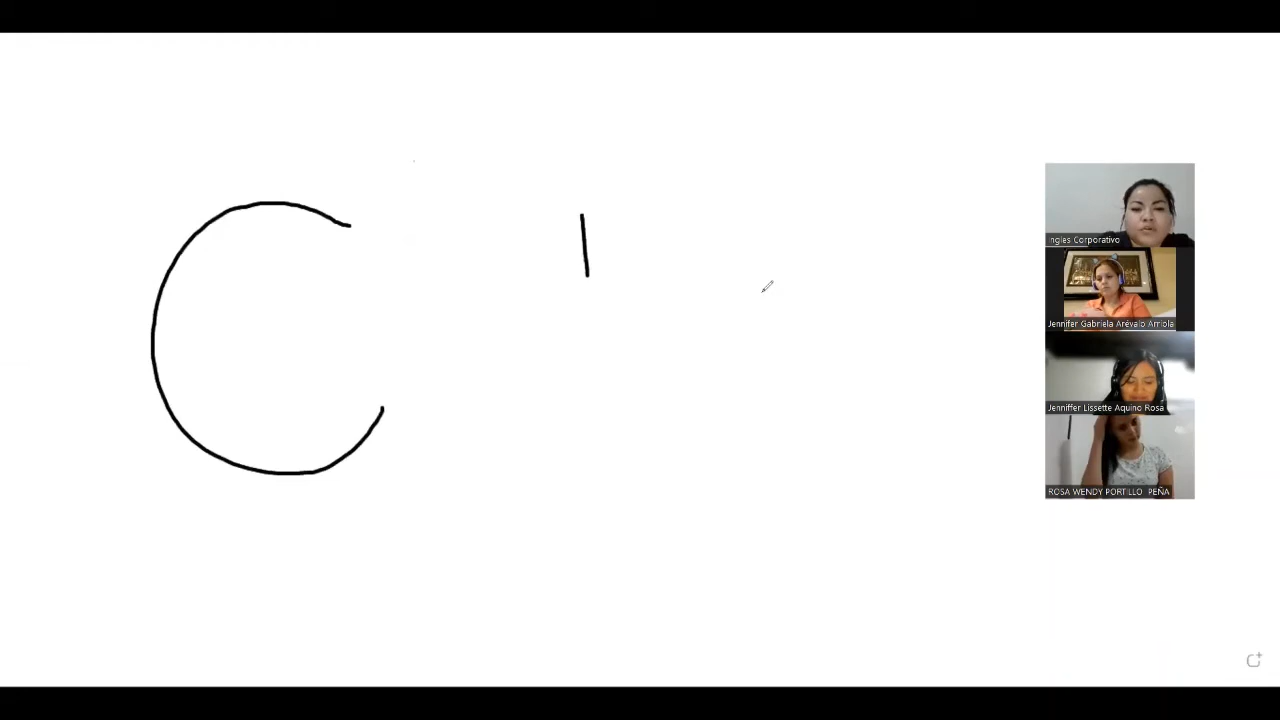 C '
Ingles Corporativo
Jennifer Gabriela Arévalo Arriola
Jenniffer Lissette Aquino Rosa
ROSA WENDY PORTILLO PEÑA